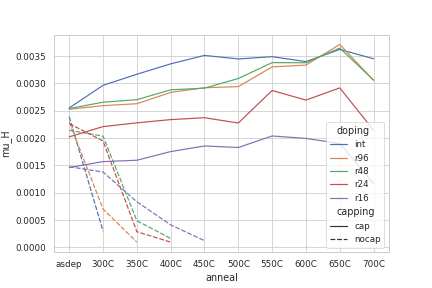 mu_H
0.0035
0.0030
0.0025
0.0020
0.0015
0.0010
0.0005
0.0000
doping
int
r96
r48
r24
r16
capping
cap
nocap
asdep 300C 350C 400C 450C 500C 550C 600C 650C 700C
anneal